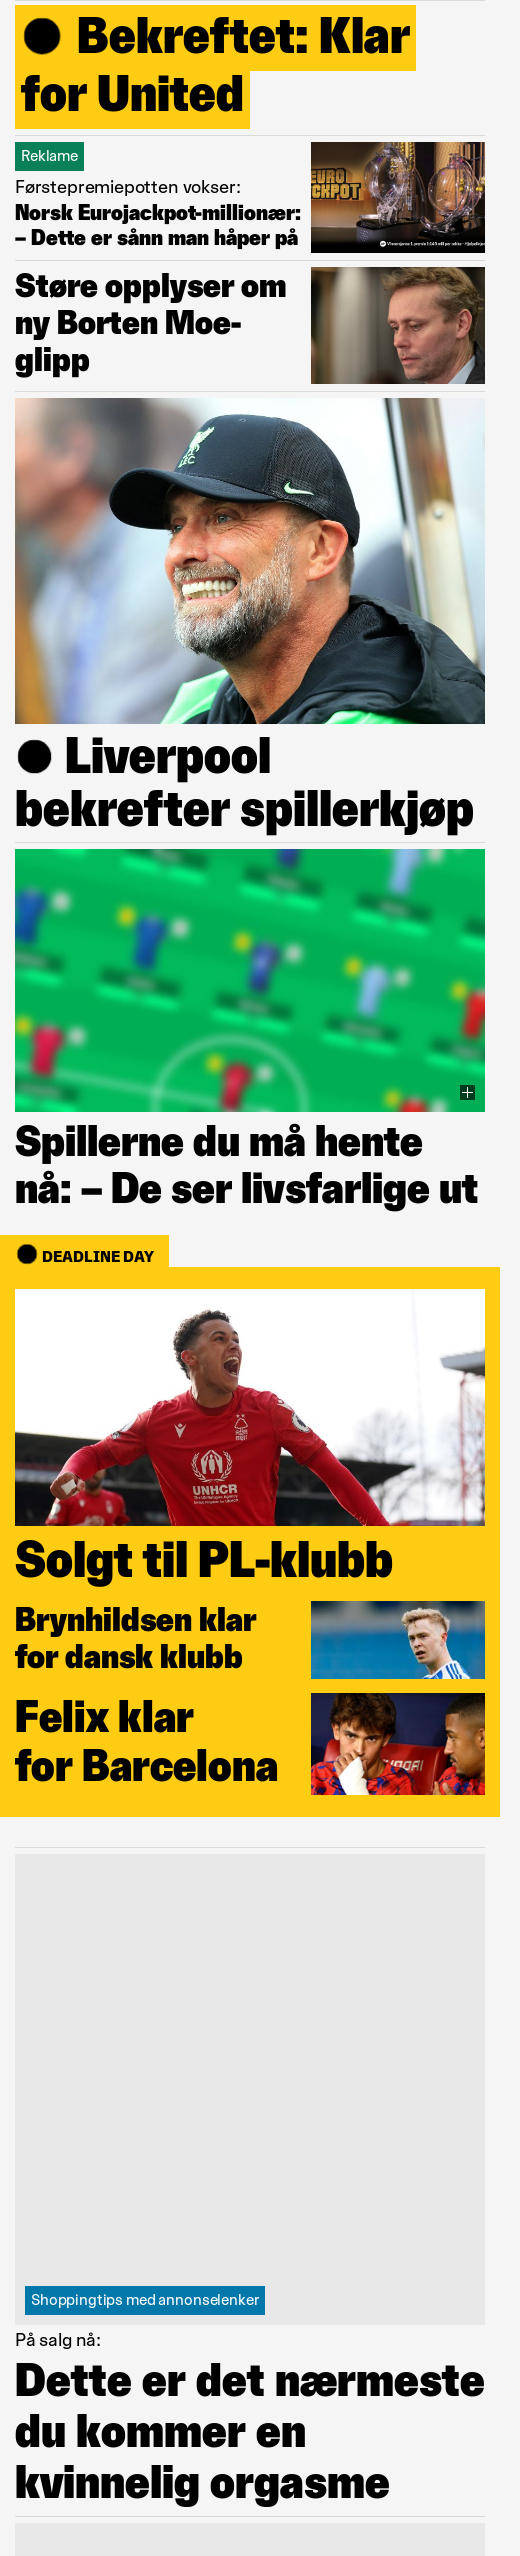 Bekreftet: Klar
for United
Reklame
Førstepremiepotten vokser:
Norsk Eurojackpot-millionær:
– Dette er sånn man håper på
EURO
Støre opplyser om
ny Borten Moe-
glipp
L.F.C.
Liverpool
bekrefter spillerkjøp
Spillerne du må hente
nå: – De ser livsfarlige ut
DEADLINE DAY
UNHCR
Solgt til PL-klubb
Brynhildsen klar
for dansk klubb
Felix klar
for Barcelona
Shoppingtips med annonselenker
På salg nå:
Dette er det nærmeste
du kommer en
kvinnelig orgasme